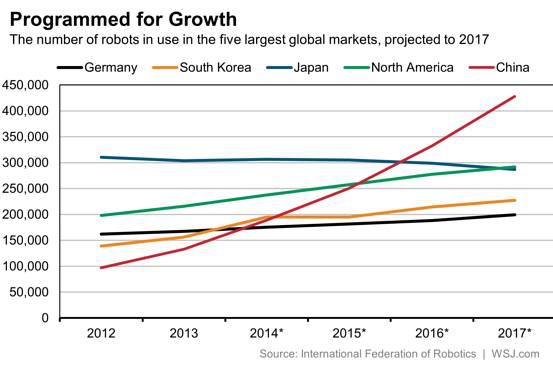 Programmed for Growth
The number of robots in use in the five largest global markets, projected to 2017
Germany South Korea Japan North America China
450,000
400,000
350,000
300,000
250,000
200,000
150,000
100,000
50,000
0
2012 2013 2014* 2015* 2016* 2017*
Source: International Federation of Robotics | WSJ.com